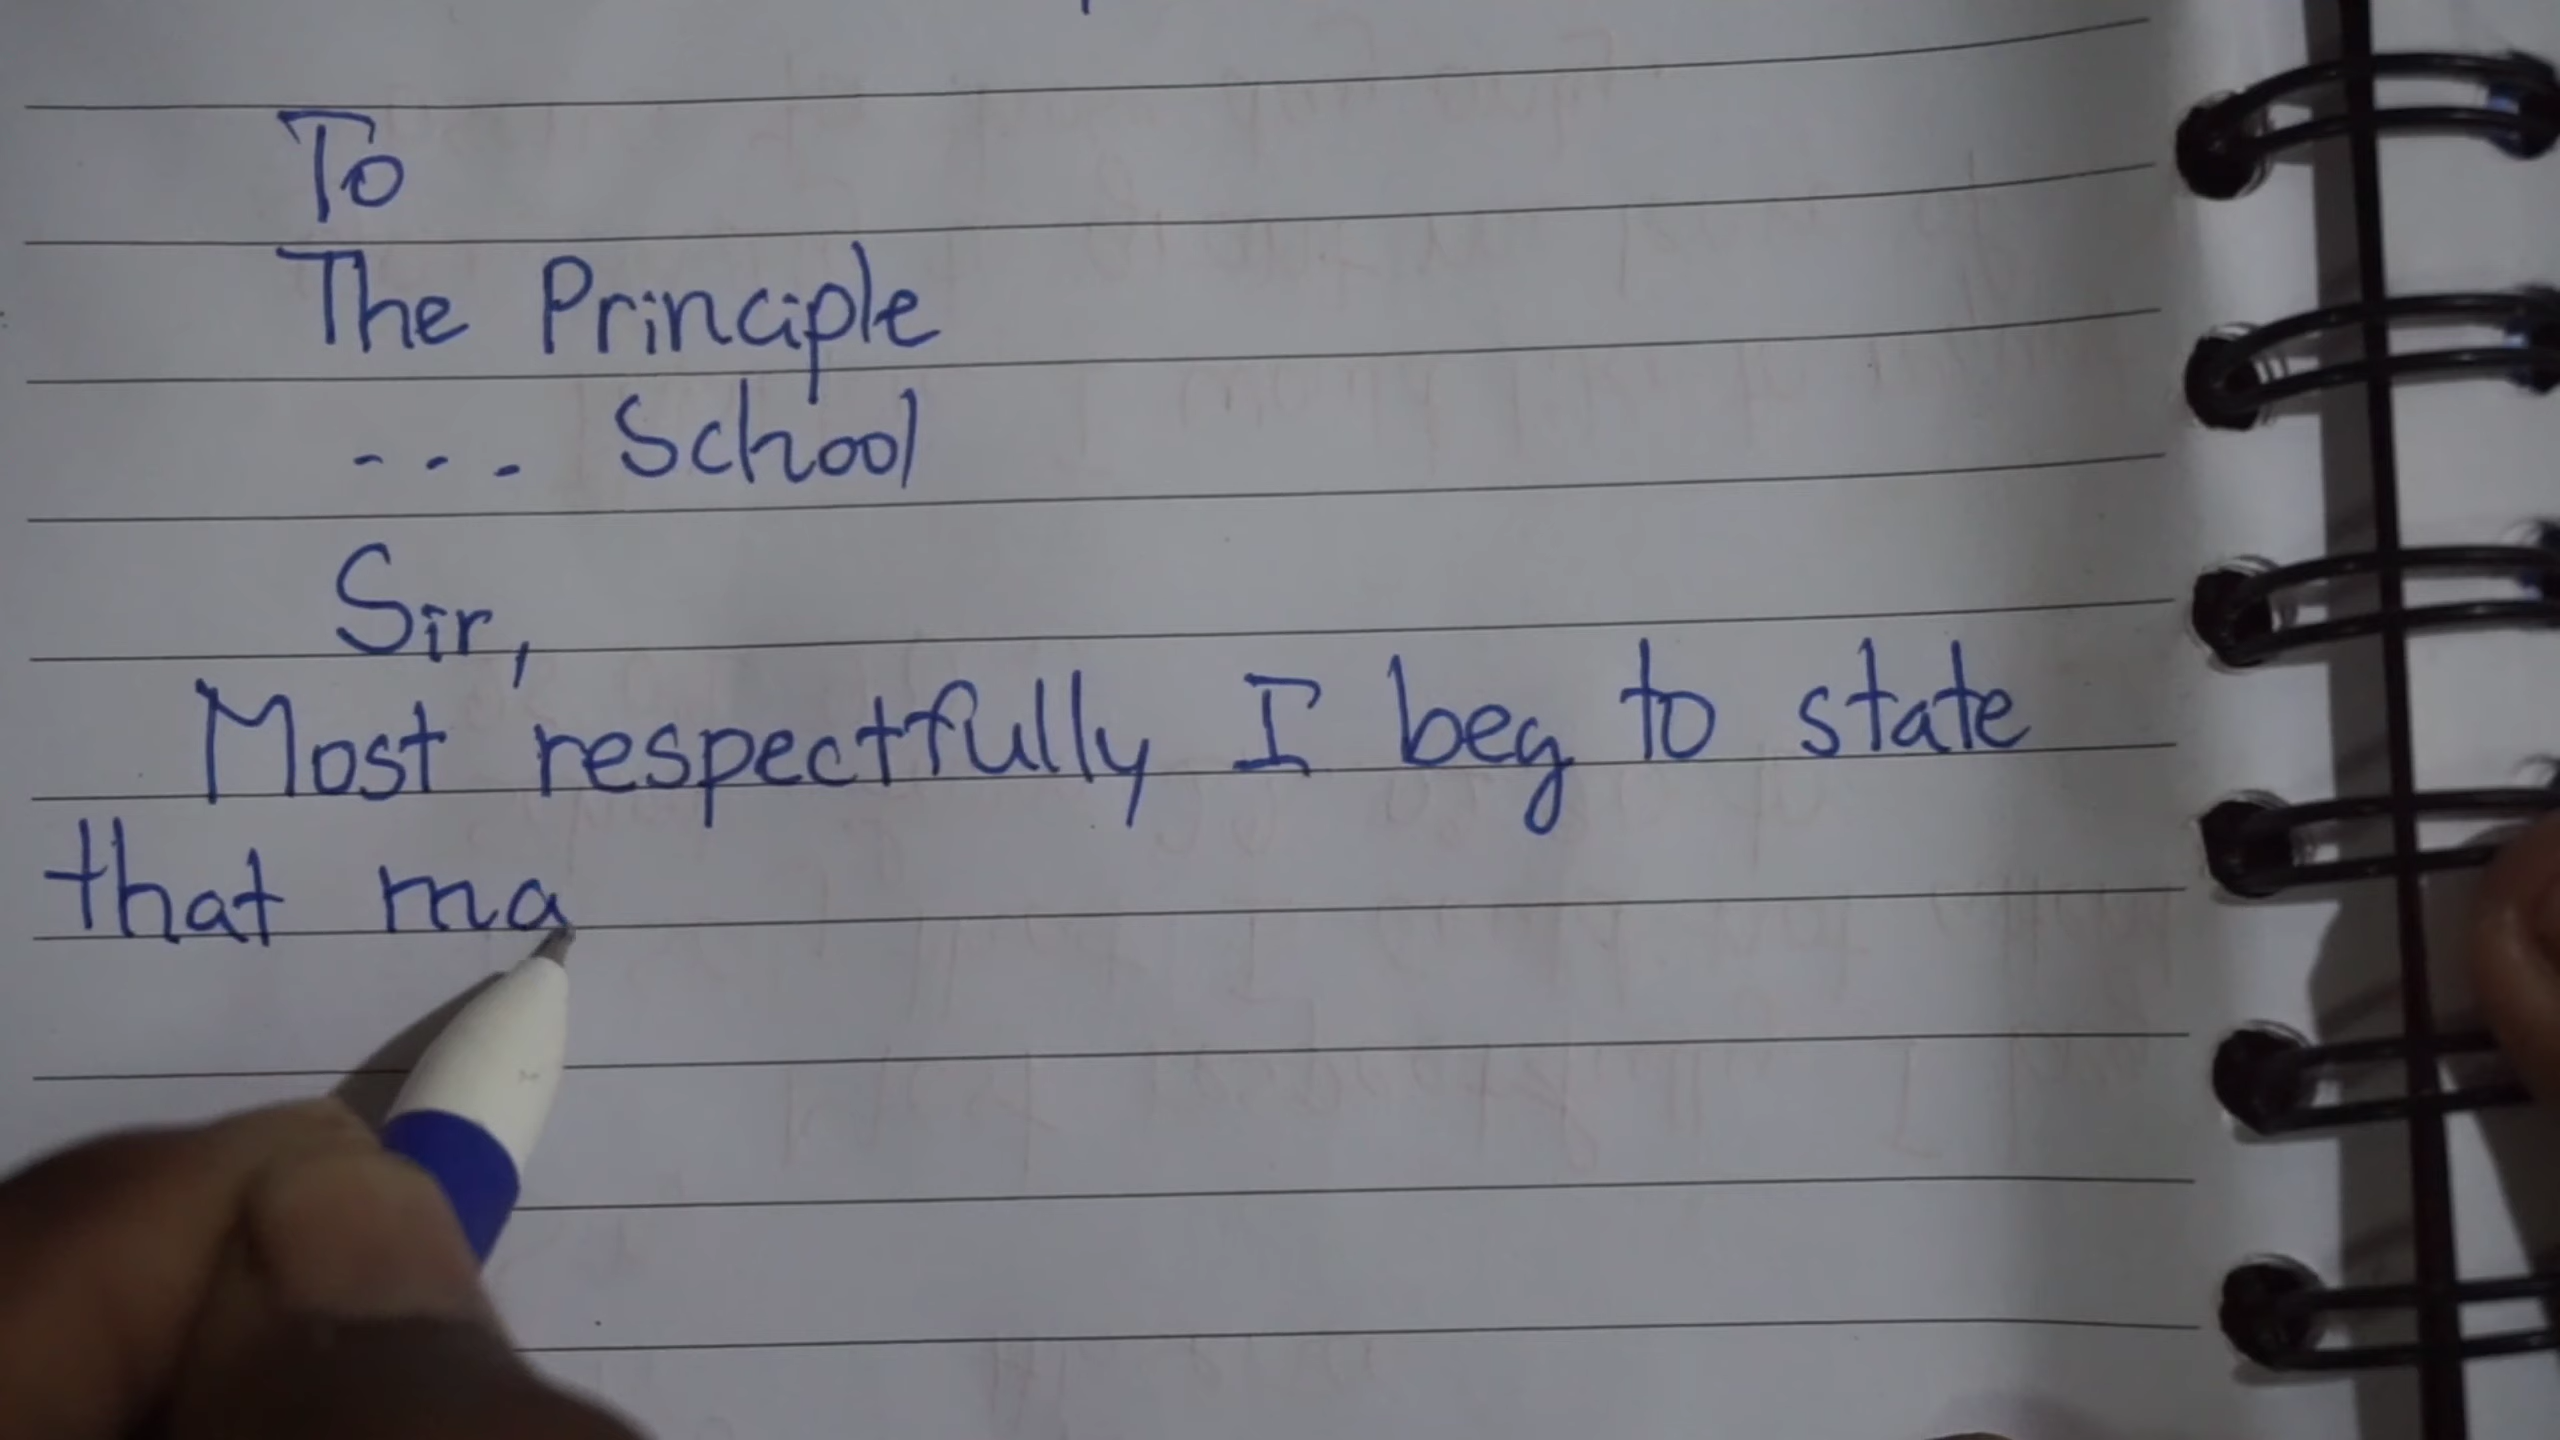 To
The Principle
... School
Sir,
Most respectfully I beg to state
that ma